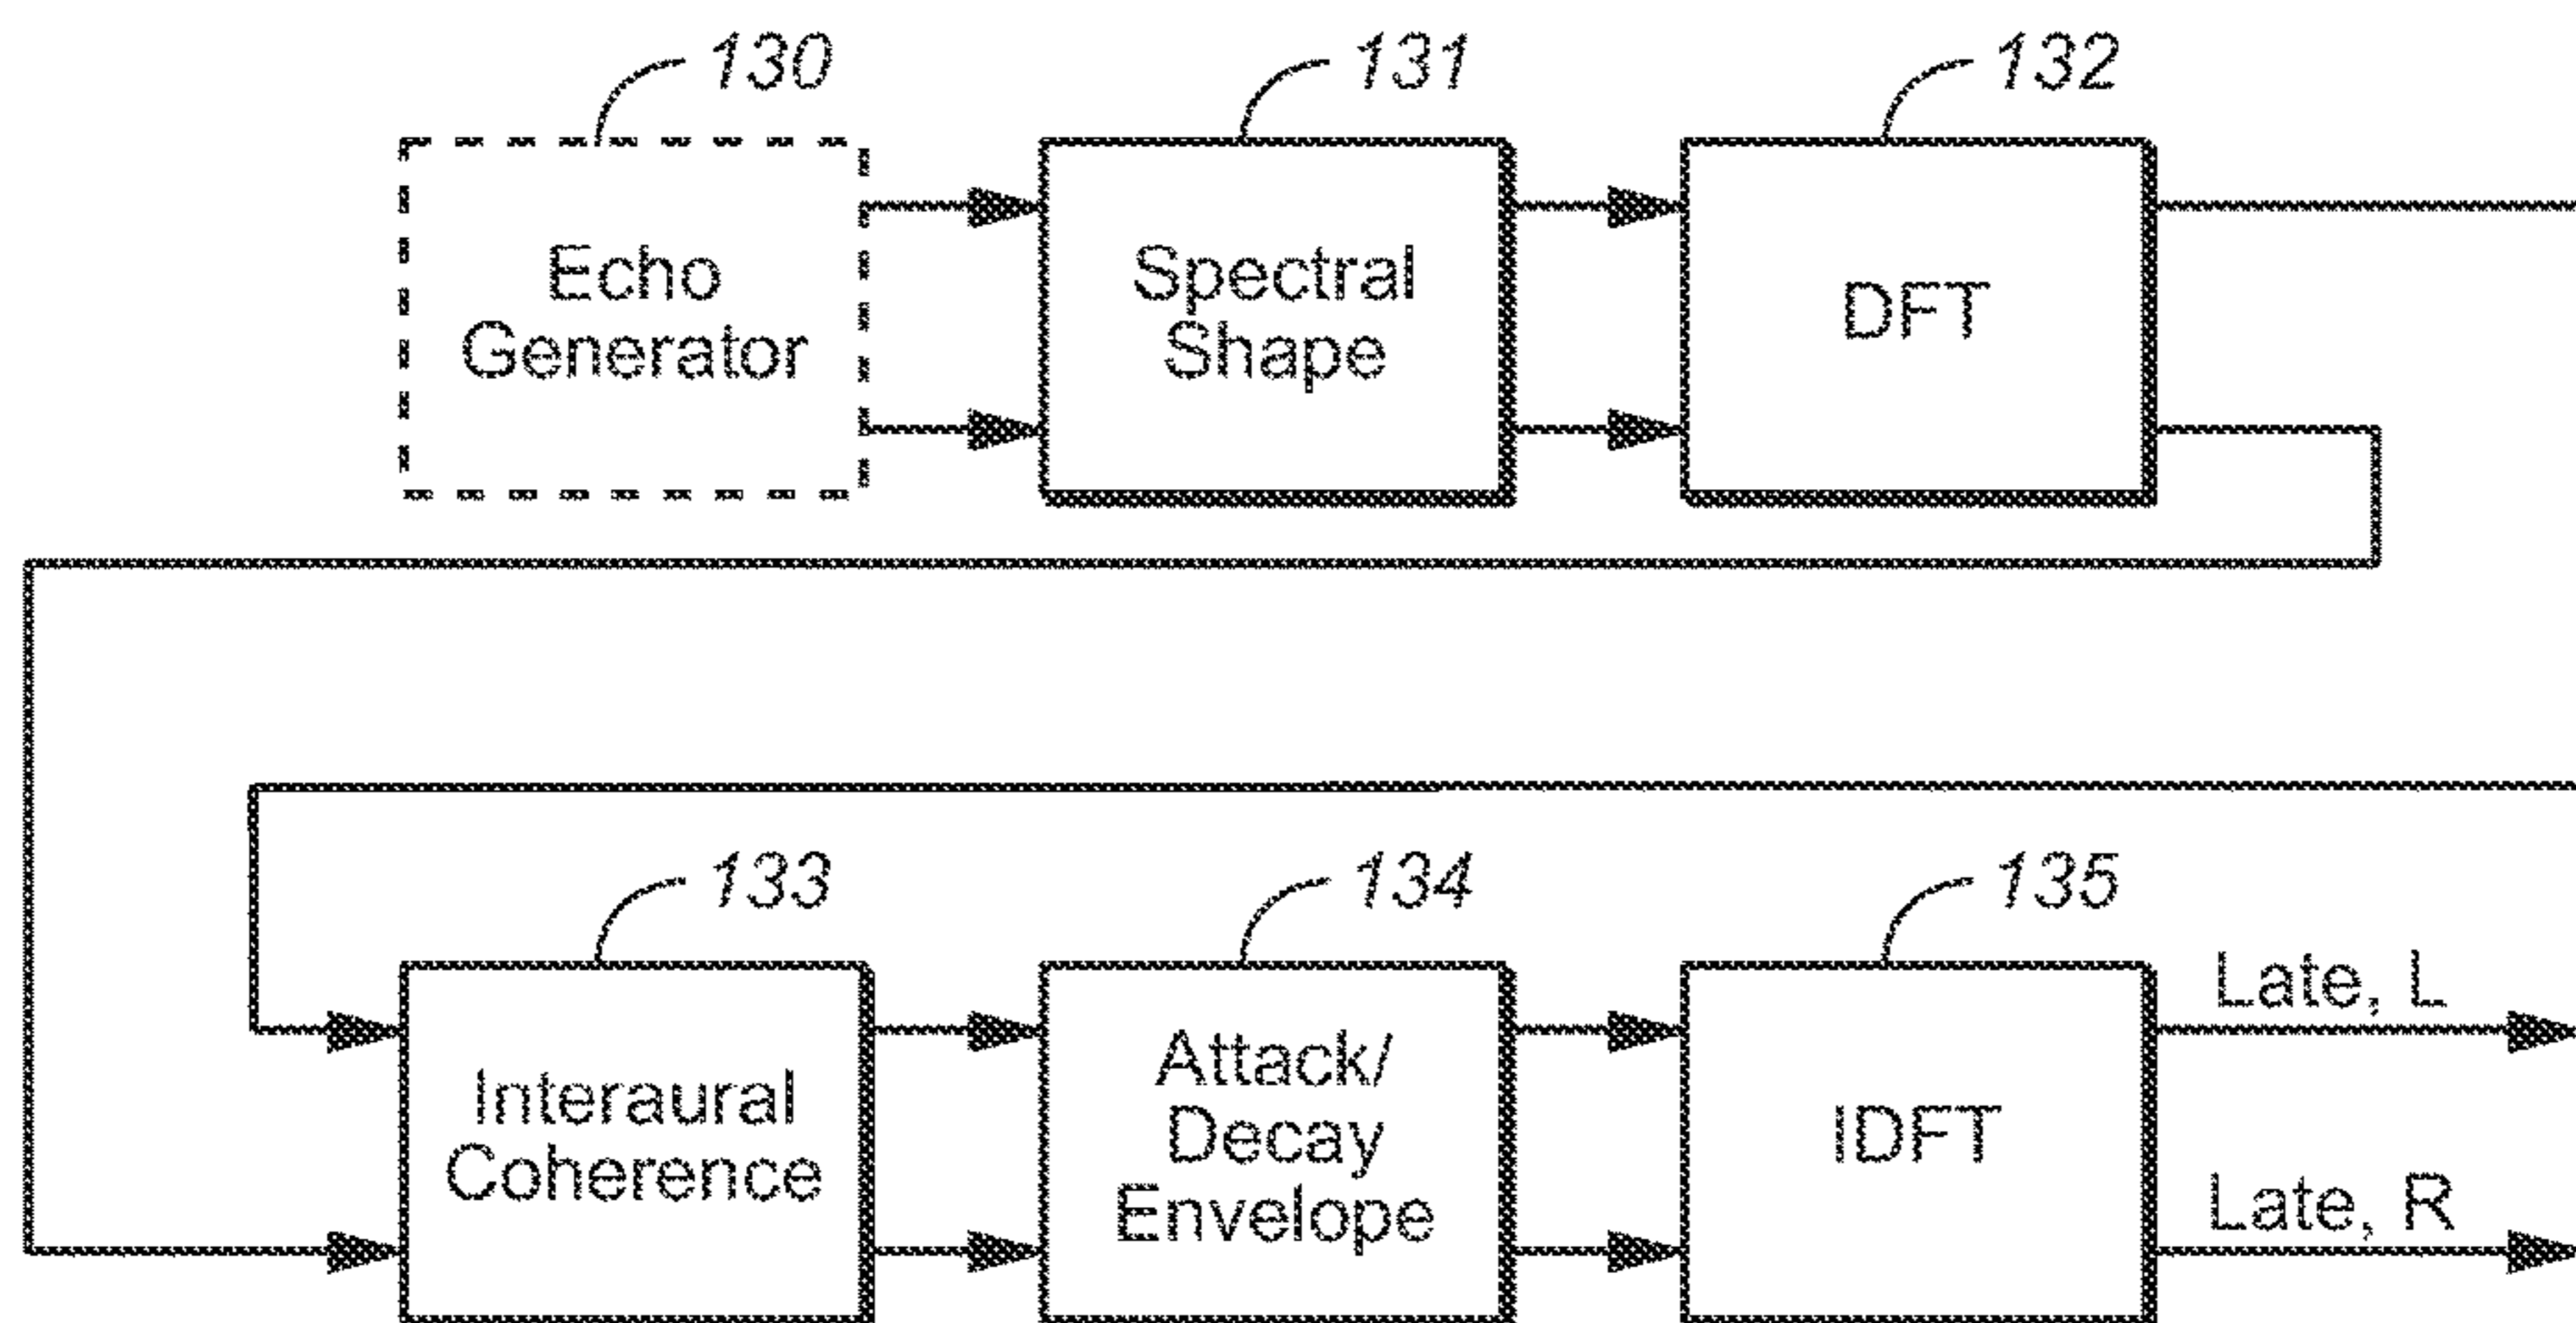 130
131
132
Echo
Generator
Spectral
Shape
DFT
133
134
135
Interaural
Coherence
Attack/
Decay
Envelope
IDFT
Late, L
Late, R